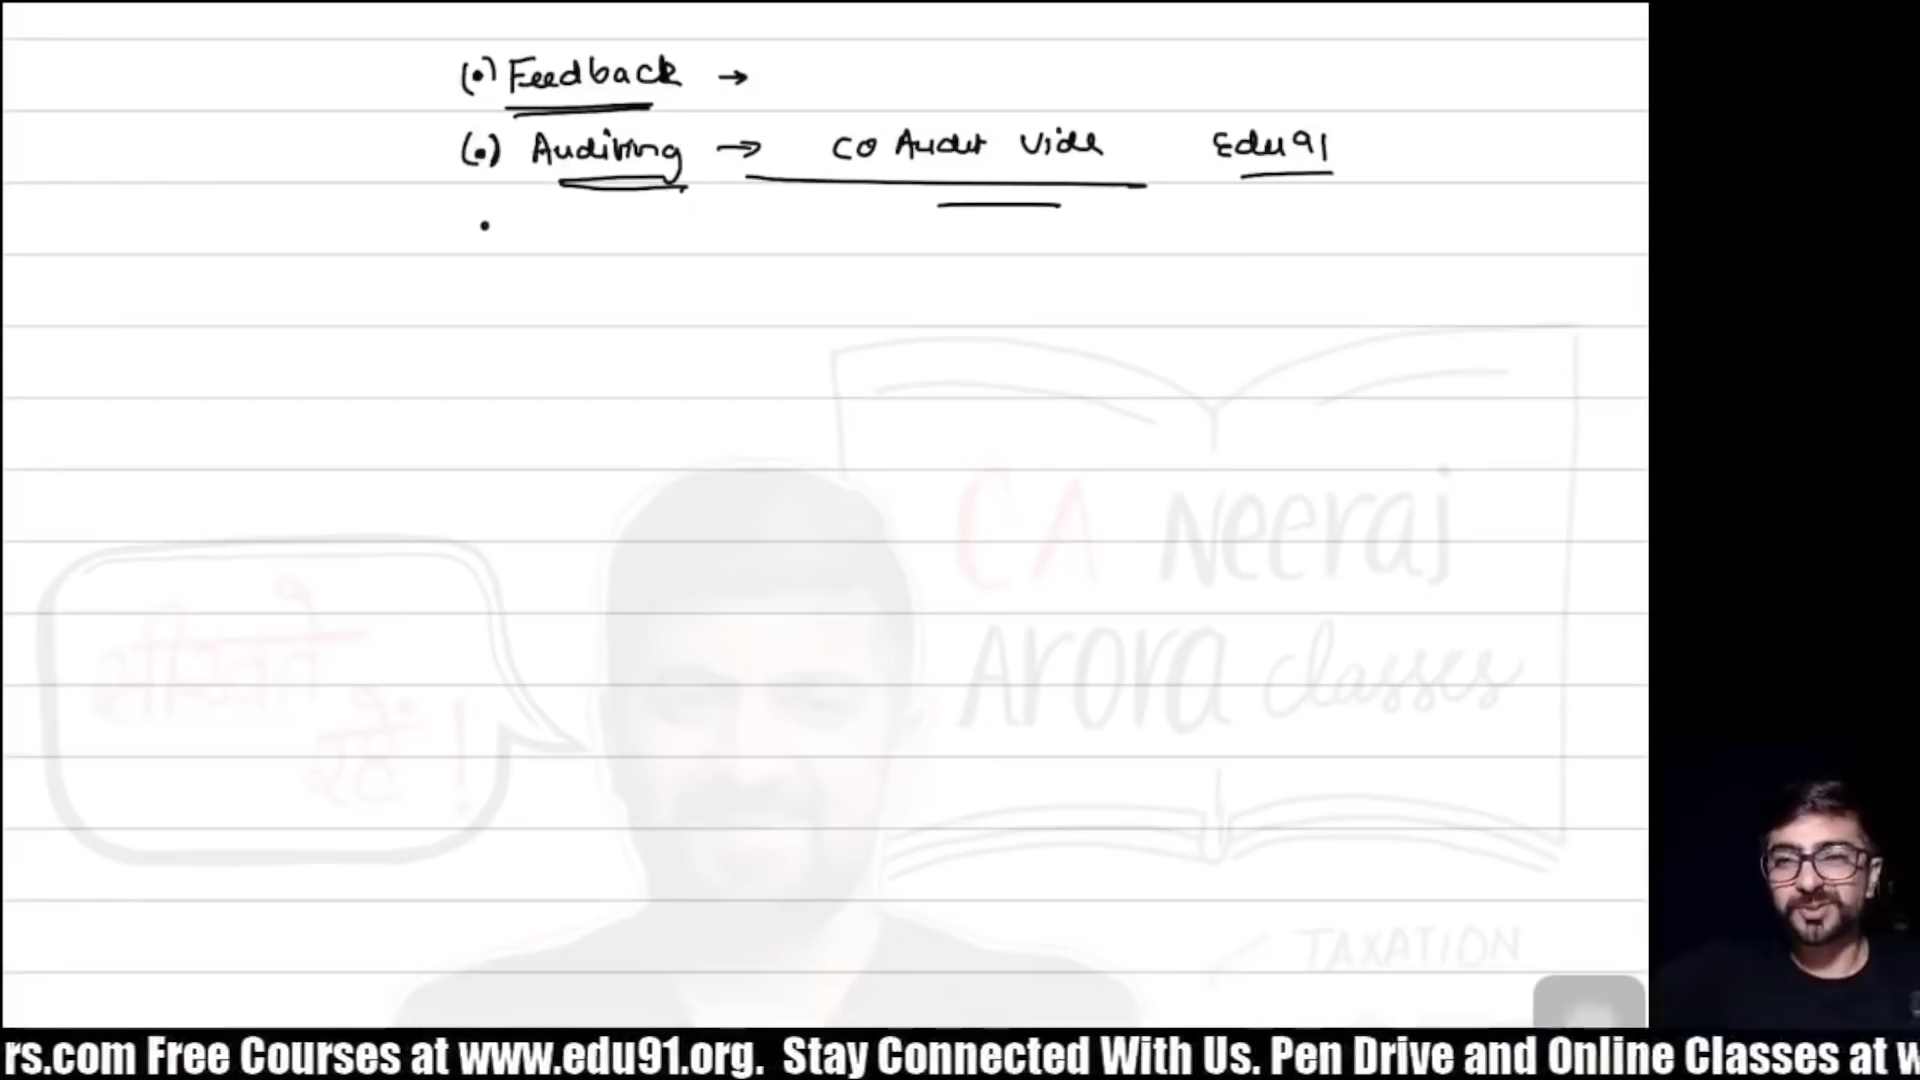 (•) Feedback →
(•) Auditing → CO Audit Vide Edu91
•
CA Neeraj
Arora classes
TAXATION
rs.com Free Courses at www.edu91.org. Stay Connected With Us. Pen Drive and Online Classes at w